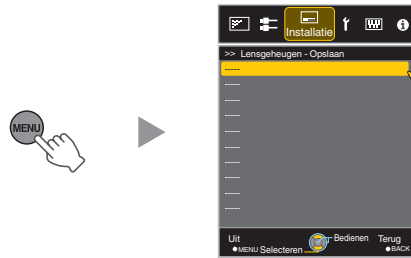 MENU
Installatie
>> Lensgeheugen - Opslaan
-----
-----
-----
-----
-----
-----
-----
-----
-----
-----
Uit
Bedienen
Terug
●MENU
Selecteren
●BACK